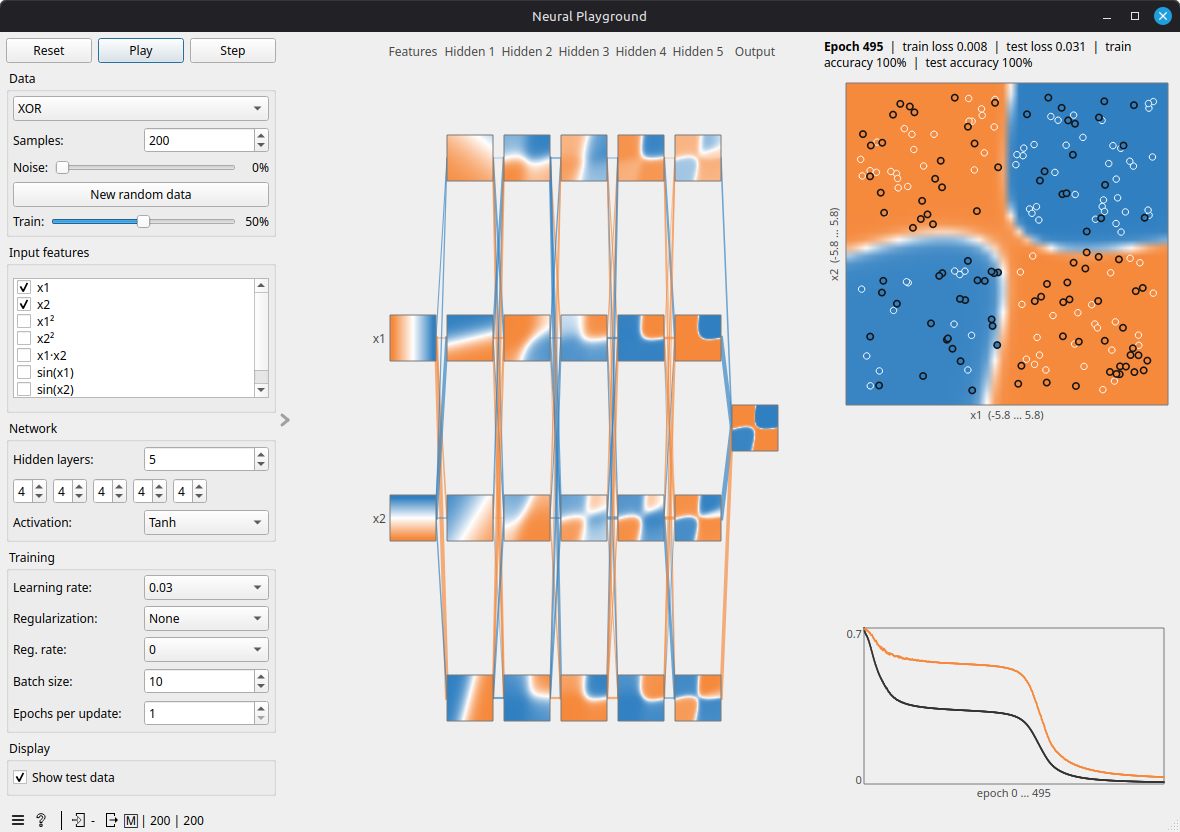 Neural Playground
Reset Play Step
Data
XOR
Samples: 200
Noise: 0%
New random data
Train: 50%
Input features
x1
x2
x1²
x2²
x1·x2
sin(x1)
sin(x2)
Network
Hidden layers: 5
4 4 4 4 4
Activation: Tanh
Training
Learning rate: 0.03
Regularization: None
Reg. rate: 0
Batch size: 10
Epochs per update: 1
Display
Show test data
? - M | 200 | 200
Features Hidden 1 Hidden 2 Hidden 3 Hidden 4 Hidden 5 Output
x1
x2
Epoch 495 | train loss 0.008 | test loss 0.031 | train
accuracy 100% | test accuracy 100%
x2 (-5.8 ... 5.8)
x1 (-5.8 ... 5.8)
0.7
0
epoch 0 ... 495